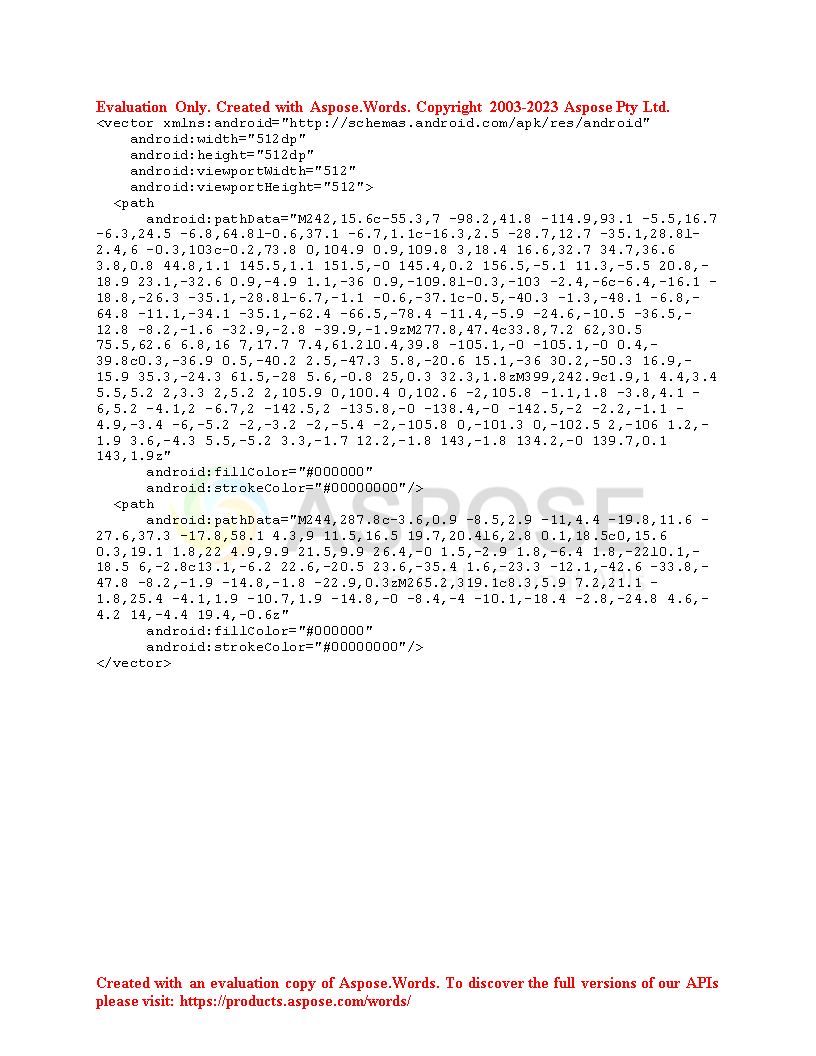 Evaluation Only. Created with Aspose.Words. Copyright 2003-2023 Aspose Pty Ltd.
<vector xmlns:android="http://schemas.android.com/apk/res/android"
android:width="512dp"
android:height="512dp"
android:viewportWidth="512"
android:viewportHeight="512">
<path
android:pathData="M242,15.6c-55.3,7 -98.2,41.8 -114.9,93.1 -5.5,16.7
-6.3,24.5 -6.8,64.8l-0.6,37.1 -6.7,1.1c-16.3,2.5 -28.7,12.7 -35.1,28.8l-
2.4,6 -0.3,103c-0.2,73.8 0,104.9 0.9,109.8 3,18.4 16.6,32.7 34.7,36.6
3.8,0.8 44.8,1.1 145.5,1.1 151.5,-0 145.4,0.2 156.5,-5.1 11.3,-5.5 20.8,-
18.9 23.1,-32.6 0.9,-4.9 1.1,-36 0.9,-109.8l-0.3,-103 -2.4,-6c-6.4,-16.1 -
18.8,-26.3 -35.1,-28.8l-6.7,-1.1 -0.6,-37.1c-0.5,-40.3 -1.3,-48.1 -6.8,-
64.8 -11.1,-34.1 -35.1,-62.4 -66.5,-78.4 -11.4,-5.9 -24.6,-10.5 -36.5,-
12.8 -8.2,-1.6 -32.9,-2.8 -39.9,-1.9zM277.8,47.4c33.8,7.2 62,30.5
75.5,62.6 6.8,16 7,17.7 7.4,61.2l0.4,39.8 -105.1,-0 -105.1,-0 0.4,-
39.8c0.3,-36.9 0.5,-40.2 2.5,-47.3 5.8,-20.6 15.1,-36 30.2,-50.3 16.9,-
15.9 35.3,-24.3 61.5,-28 5.6,-0.8 25,0.3 32.3,1.8zM399,242.9c1.9,1 4.4,3.4
5.5,5.2 2,3.3 2,5.2 2,105.9 0,100.4 0,102.6 -2,105.8 -1.1,1.8 -3.8,4.1 -
6,5.2 -4.1,2 -6.7,2 -142.5,2 -135.8,-0 -138.4,-0 -142.5,-2 -2.2,-1.1 -
4.9,-3.4 -6,-5.2 -2,-3.2 -2,-5.4 -2,-105.8 0,-101.3 0,-102.5 2,-106 1.2,-
1.9 3.6,-4.3 5.5,-5.2 3.3,-1.7 12.2,-1.8 143,-1.8 134.2,-0 139.7,0.1
143,1.9z"
android:fillColor="#000000"
android:strokeColor="#00000000"/>
<path
android:pathData="M244,287.8c-3.6,0.9 -8.5,2.9 -11,4.4 -19.8,11.6 -
27.6,37.3 -17.8,58.1 4.3,9 11.5,16.5 19.7,20.4l6,2.8 0.1,18.5c0,15.6
0.3,19.1 1.8,22 4.9,9.9 21.5,9.9 26.4,-0 1.5,-2.9 1.8,-6.4 1.8,-22l0.1,-
18.5 6,-2.8c13.1,-6.2 22.6,-20.5 23.6,-35.4 1.6,-23.3 -12.1,-42.6 -33.8,-
47.8 -8.2,-1.9 -14.8,-1.8 -22.9,0.3zM265.2,319.1c8.3,5.9 7.2,21.1 -
1.8,25.4 -4.1,1.9 -10.7,1.9 -14.8,-0 -8.4,-4 -10.1,-18.4 -2.8,-24.8 4.6,-
4.2 14,-4.4 19.4,-0.6z"
android:fillColor="#000000"
android:strokeColor="#00000000"/>
</vector>
ASPOSE
Created with an evaluation copy of Aspose.Words. To discover the full versions of our APIs
please visit: https://products.aspose.com/words/